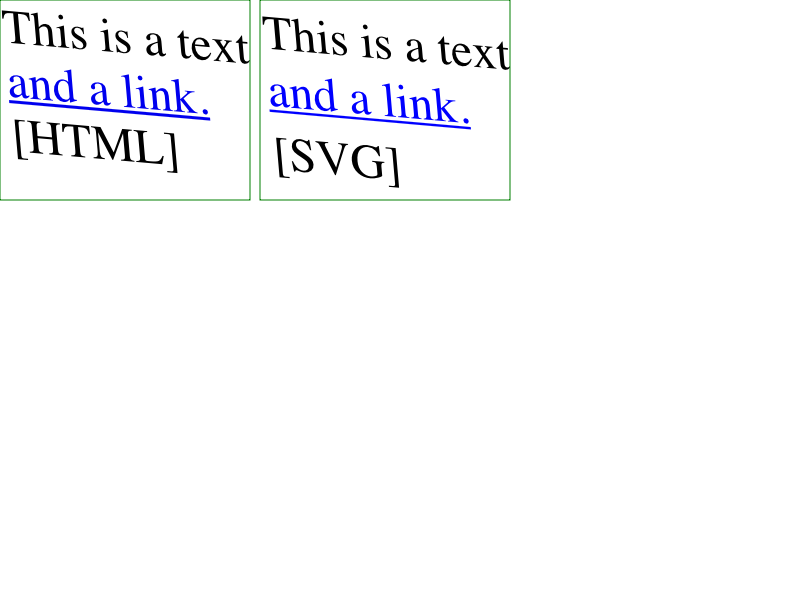 This is a text
and a link.
[HTML]
This is a text
and a link.
[SVG]